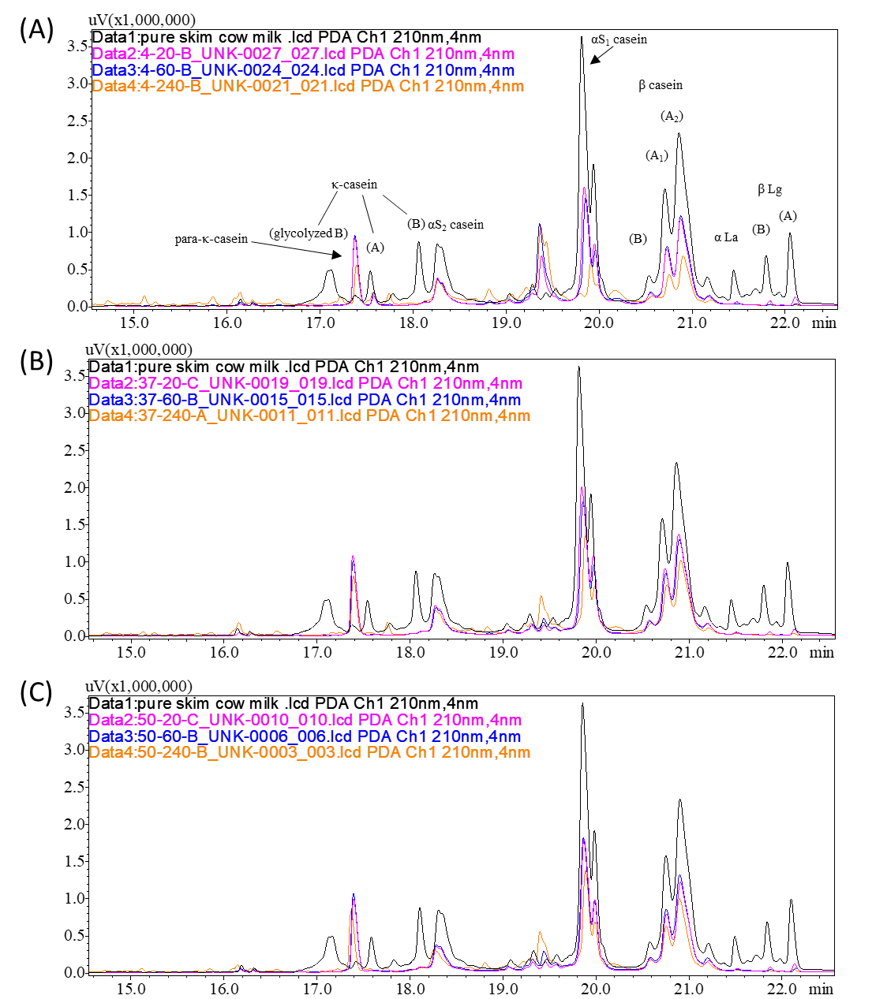 (A)
uV(x1,000,000)
Data1:pure skim cow milk .lcd PDA Ch1 210nm,4nm
Data2:4-20-B_UNK-0027_027.lcd PDA Ch1 210nm,4nm
Data3:4-60-B_UNK-0024_024.lcd PDA Ch1 210nm,4nm
Data4:4-240-B_UNK-0021_021.lcd PDA Ch1 210nm,4nm
αS1 casein
β casein
(A2)
(A1)
κ-casein
β Lg
(A)
(B) αS2 casein
para-κ-casein
(glycolyzed B)
(A)
(B)
α La
(B)
3.5
3.0
2.5
2.0
1.5
1.0
0.5
0.0
15.0 16.0 17.0 18.0 19.0 20.0 21.0 22.0 min
(B)
uV(x1,000,000)
Data1:pure skim cow milk .lcd PDA Ch1 210nm,4nm
Data2:37-20-C_UNK-0019_019.lcd PDA Ch1 210nm,4nm
Data3:37-60-B_UNK-0015_015.lcd PDA Ch1 210nm,4nm
Data4:37-240-A_UNK-0011_011.lcd PDA Ch1 210nm,4nm
3.5
3.0
2.5
2.0
1.5
1.0
0.5
0.0
15.0 16.0 17.0 18.0 19.0 20.0 21.0 22.0 min
(C)
uV(x1,000,000)
Data1:pure skim cow milk .lcd PDA Ch1 210nm,4nm
Data2:50-20-C_UNK-0010_010.lcd PDA Ch1 210nm,4nm
Data3:50-60-B_UNK-0006_006.lcd PDA Ch1 210nm,4nm
Data4:50-240-B_UNK-0003_003.lcd PDA Ch1 210nm,4nm
3.5
3.0
2.5
2.0
1.5
1.0
0.5
0.0
15.0 16.0 17.0 18.0 19.0 20.0 21.0 22.0 min